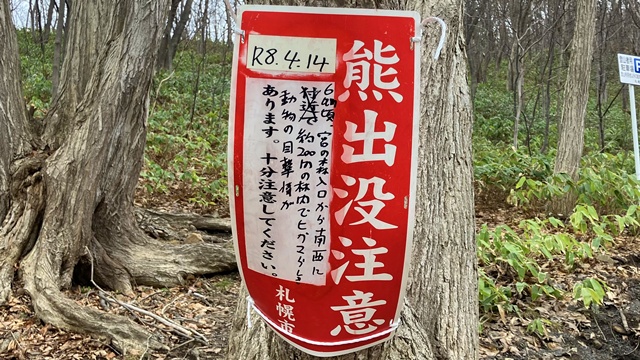 熊出没注意
R8.4.14
6時頃、宮の森入口から南西に
約200mの林内でヒグマらしき
動物の目撃情報が
あります。十分注意してください。
札幌市